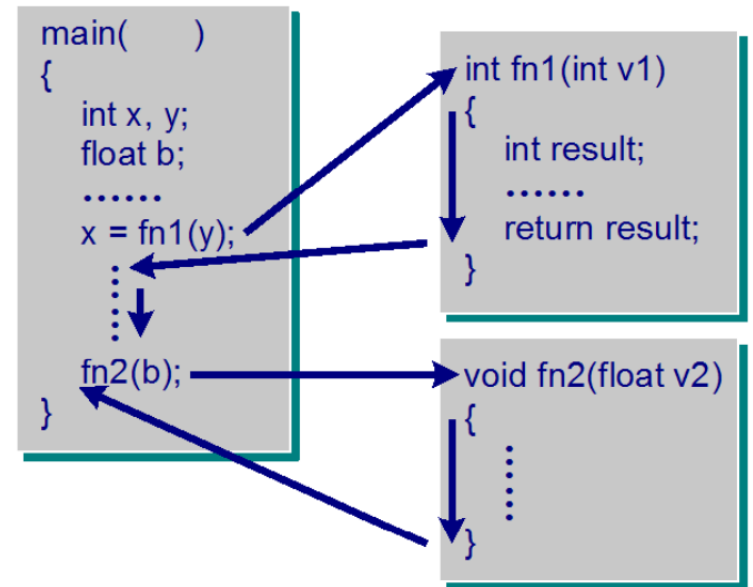 main(      )
{
int x, y;
float b;
......
x = fn1(y);
fn2(b);
}
int fn1(int v1)
{
int result;
......
return result;
}
void fn2(float v2)
{
}